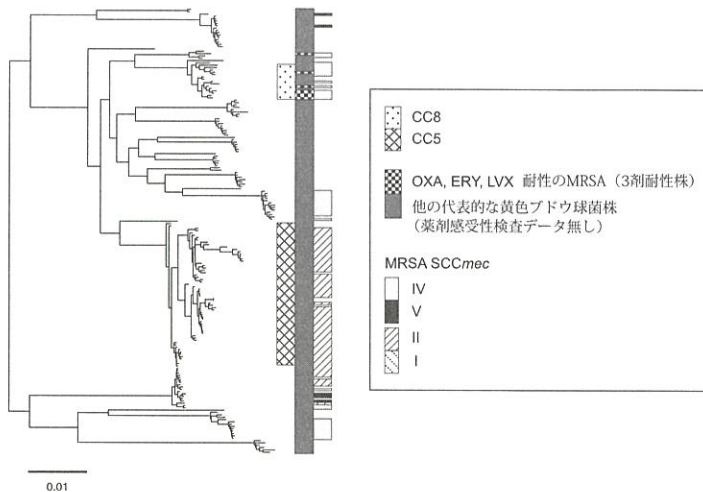 CC8
CC5
OXA, ERY, LVX 耐性のMRSA（3剤耐性株）
他の代表的な黄色ブドウ球菌株
（薬剤感受性検査データ無し）
MRSA SCCmec
IV
V
II
I
0.01